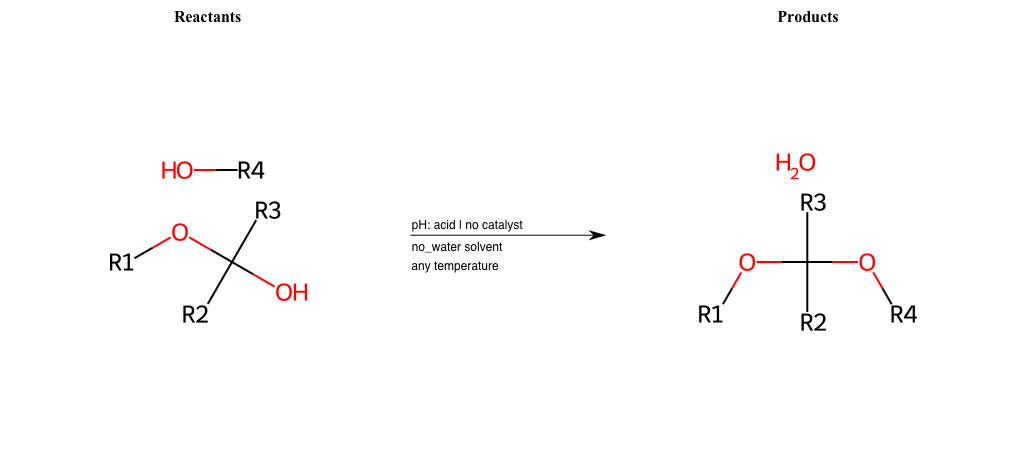 Reactants
Products
HO R4
R3
O
R1
OH
R2
pH: acid | no catalyst
no_water solvent
any temperature
H2O
R3
O
O
R1
R2
R4